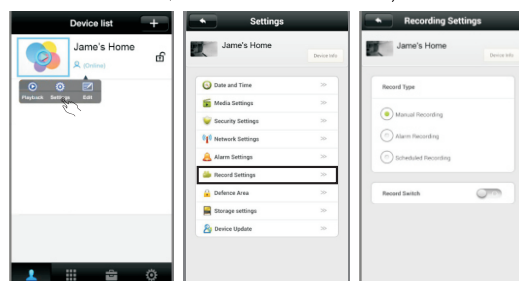 Device list
+
Jame's Home
(Online)
Playback Settings Edit
Settings
Jame's Home
Device info
Date and Time
Media Settings
Security Settings
Network Settings
Alarm Settings
Record Settings
Defence Area
Storage settings
Device Update
Recording Settings
Jame's Home
Device info
Record Type
Manual Recording
Alarm Recording
Scheduled Recording
Record Switch